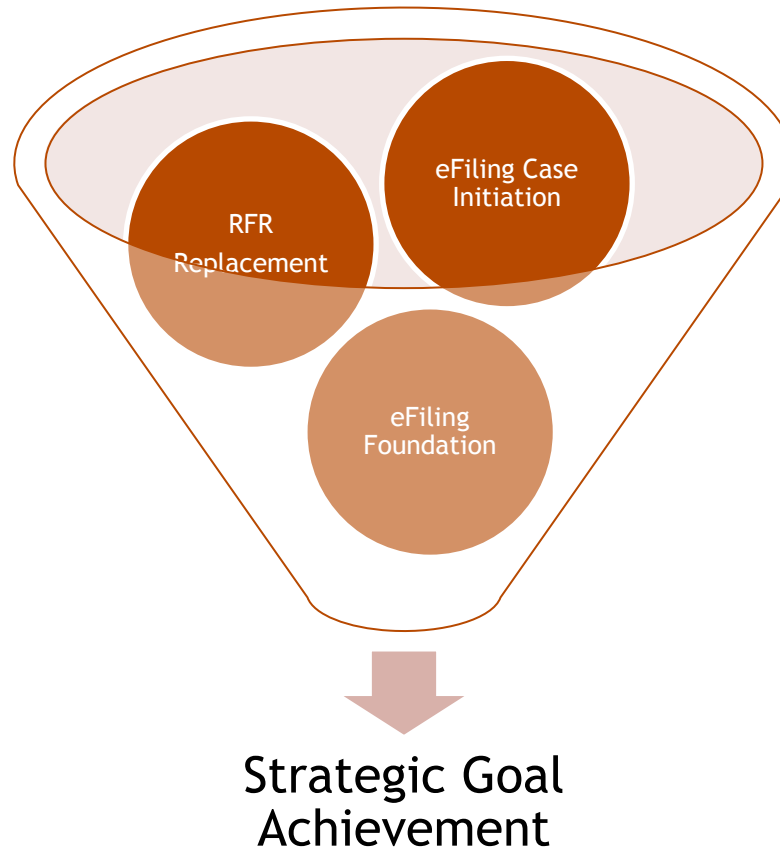 eFiling Case
Initiation
RFR
Replacement
eFiling
Foundation
Strategic Goal
Achievement